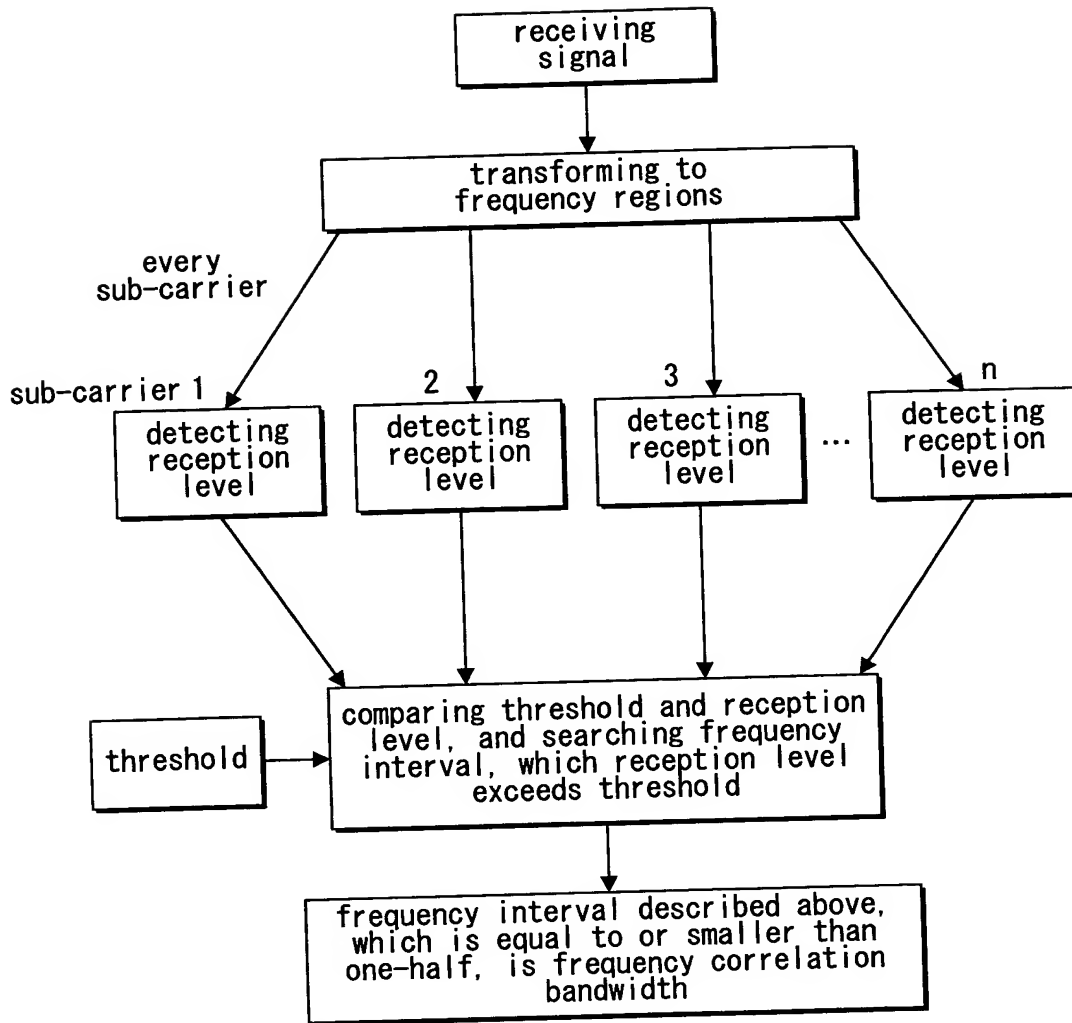 receiving
signal
transforming to
frequency regions
every
sub-carrier
sub-carrier 1
2
3
n
detecting
reception
level
detecting
reception
level
detecting
reception
level
...
detecting
reception
level
threshold
comparing threshold and reception
level, and searching frequency
interval, which reception level
exceeds threshold
frequency interval described above,
which is equal to or smaller than
one-half, is frequency correlation
bandwidth